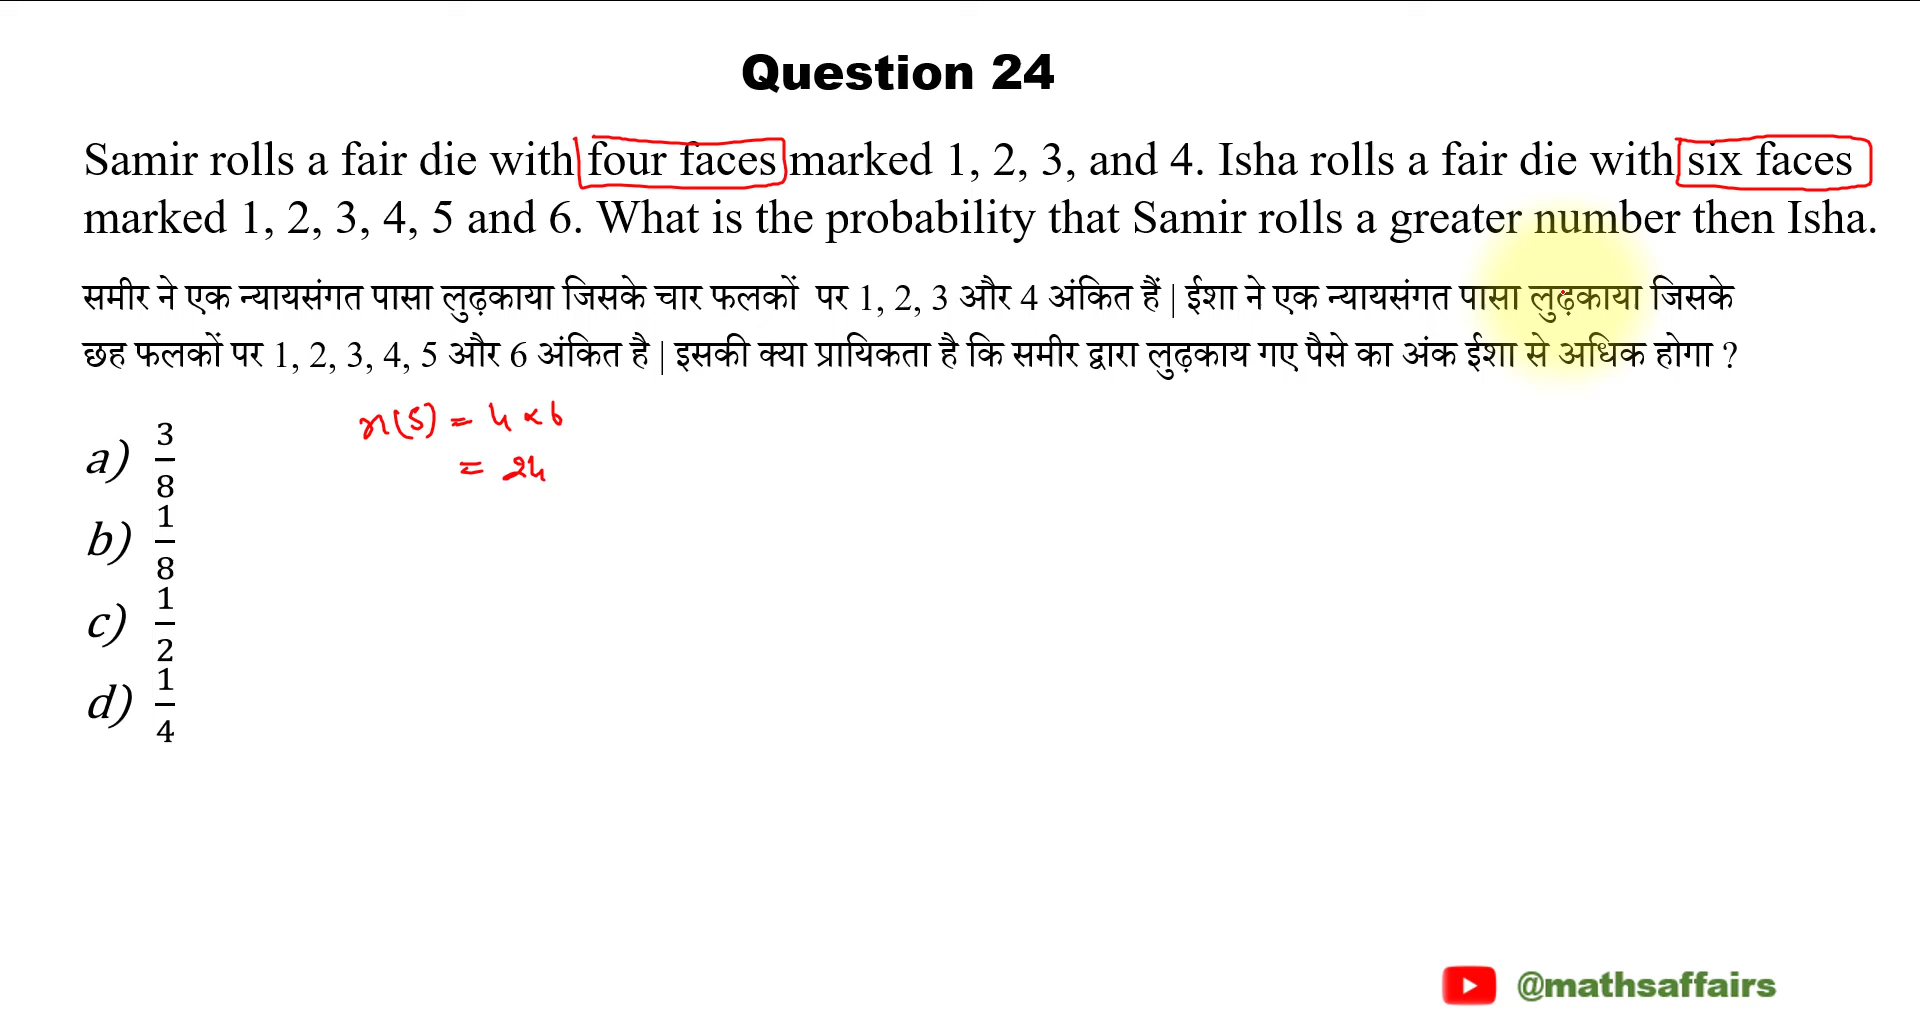 Question 24
Samir rolls a fair die with four faces marked 1, 2, 3, and 4. Isha rolls a fair die with six faces
marked 1, 2, 3, 4, 5 and 6. What is the probability that Samir rolls a greater number then Isha.
समीर ने एक न्यायसंगत पासा लुढ़काया जिसके चार फलकों पर 1, 2, 3 और 4 अंकित हैं | ईशा ने एक न्यायसंगत पासा लुढ़काया जिसके
छह फलकों पर 1, 2, 3, 4, 5 और 6 अंकित है | इसकी क्या प्रायिकता है कि समीर द्वारा लुढ़काय गए पैसे का अंक ईशा से अधिक होगा ?
n(S) = 4 × 6
= 24
a) 3/8
b) 1/8
c) 1/2
d) 1/4
@mathsaffairs